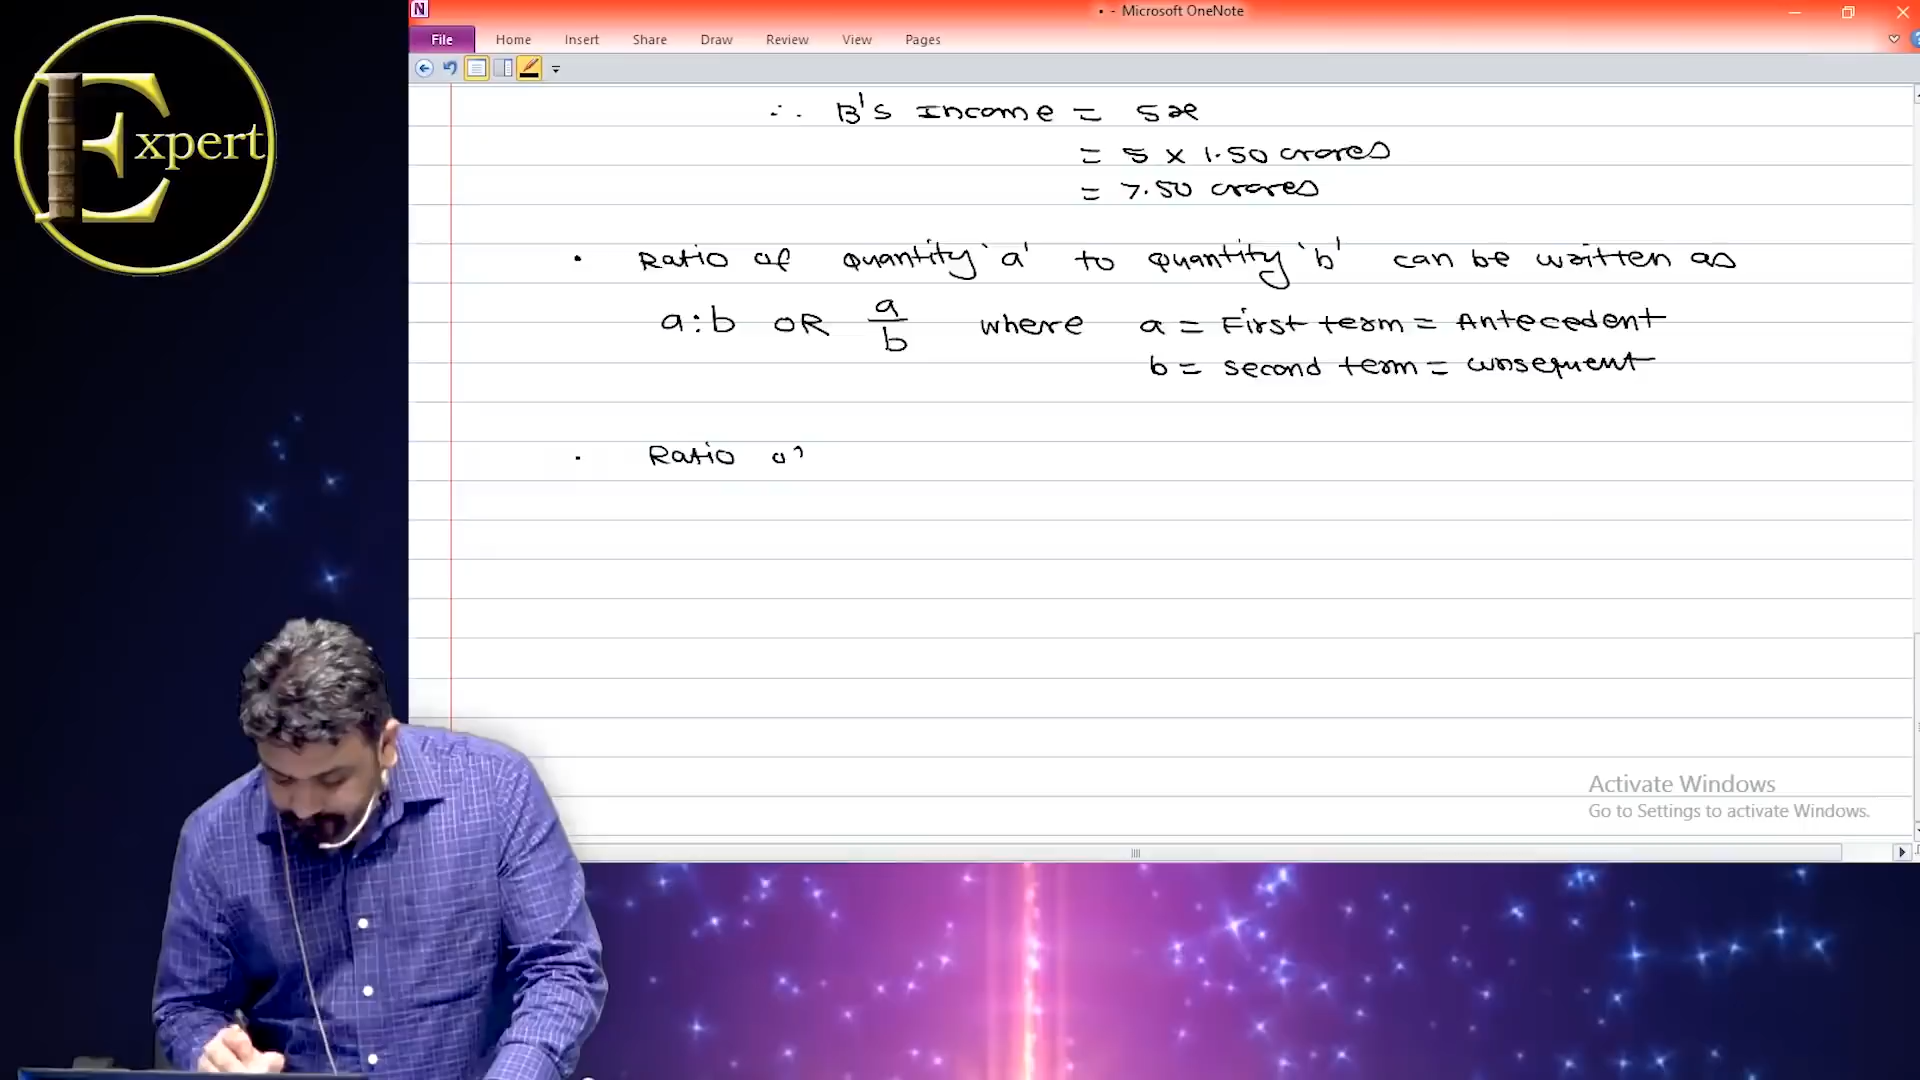 Expert
- Microsoft OneNote
File Home Insert Share Draw Review View Pages
∴ B's Income = 5x
= 5 x 1.50 crores
= 7.50 crores
• Ratio of quantity 'a' to quantity 'b' can be written as
a:b OR a/b where a = First term = Antecedent
b = second term = consequent
• Ratio
Activate Windows
Go to Settings to activate Windows.